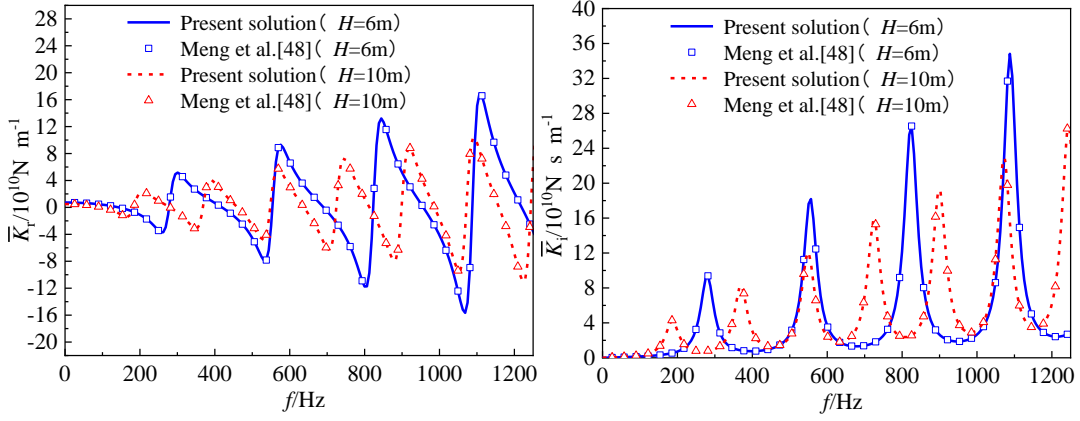 Present solution( H=6m)
Meng et al.[48]( H=6m)
Present solution( H=10m)
Meng et al.[48]( H=10m)
K̅r/10¹⁰N m⁻¹
28
24
20
16
12
8
4
0
-4
-8
-12
-16
-20
0 200 400 600 800 1000 1200
f/Hz
Present solution( H=6m)
Meng et al.[48]( H=6m)
Present solution( H=10m)
Meng et al.[48]( H=10m)
K̅i/10¹⁰N s m⁻¹
36
32
28
24
20
16
12
8
4
0
200 400 600 800 1000 1200
f/Hz